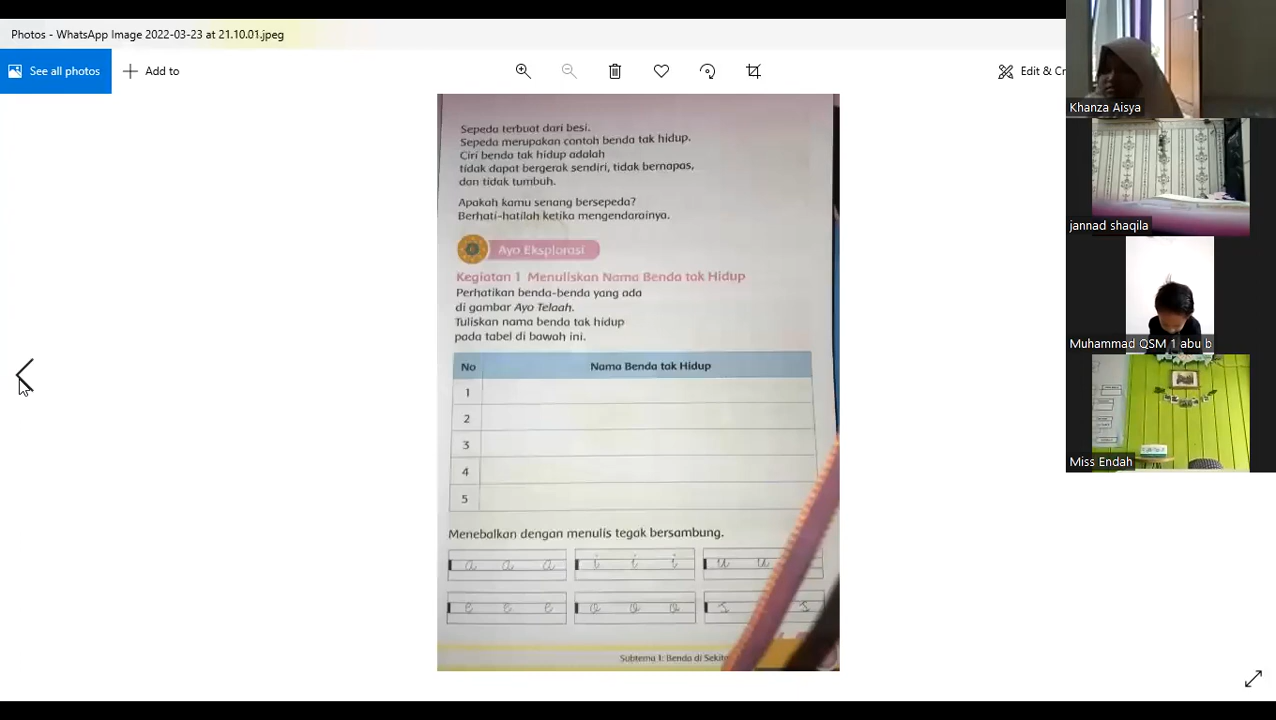 Photos - WhatsApp Image 2022-03-23 at 21.10.01.jpeg
See all photos
Add to
Edit & Cr
Sepeda terbuat dari besi.
Sepeda merupakan contoh benda tak hidup.
Ciri benda tak hidup adalah
tidak dapat bergerak sendiri, tidak bernapas,
dan tidak tumbuh.
Apakah kamu senang bersepeda?
Berhati-hatilah ketika mengendarainya.
Ayo Eksplorasi
Kegiatan 1 Menuliskan Nama Benda tak Hidup
Perhatikan benda-benda yang ada
di gambar Ayo Telaah.
Tuliskan nama benda tak hidup
pada tabel di bawah ini.
No Nama Benda tak Hidup
1
2
3
4
5
Menebalkan dengan menulis tegak bersambung.
a a a i i i u u
e e e o o o s s
Subtema 1: Benda di Sekit
Khanza Aisya
jannad shaqila
Muhammad QSM 1 abu b
Miss Endah